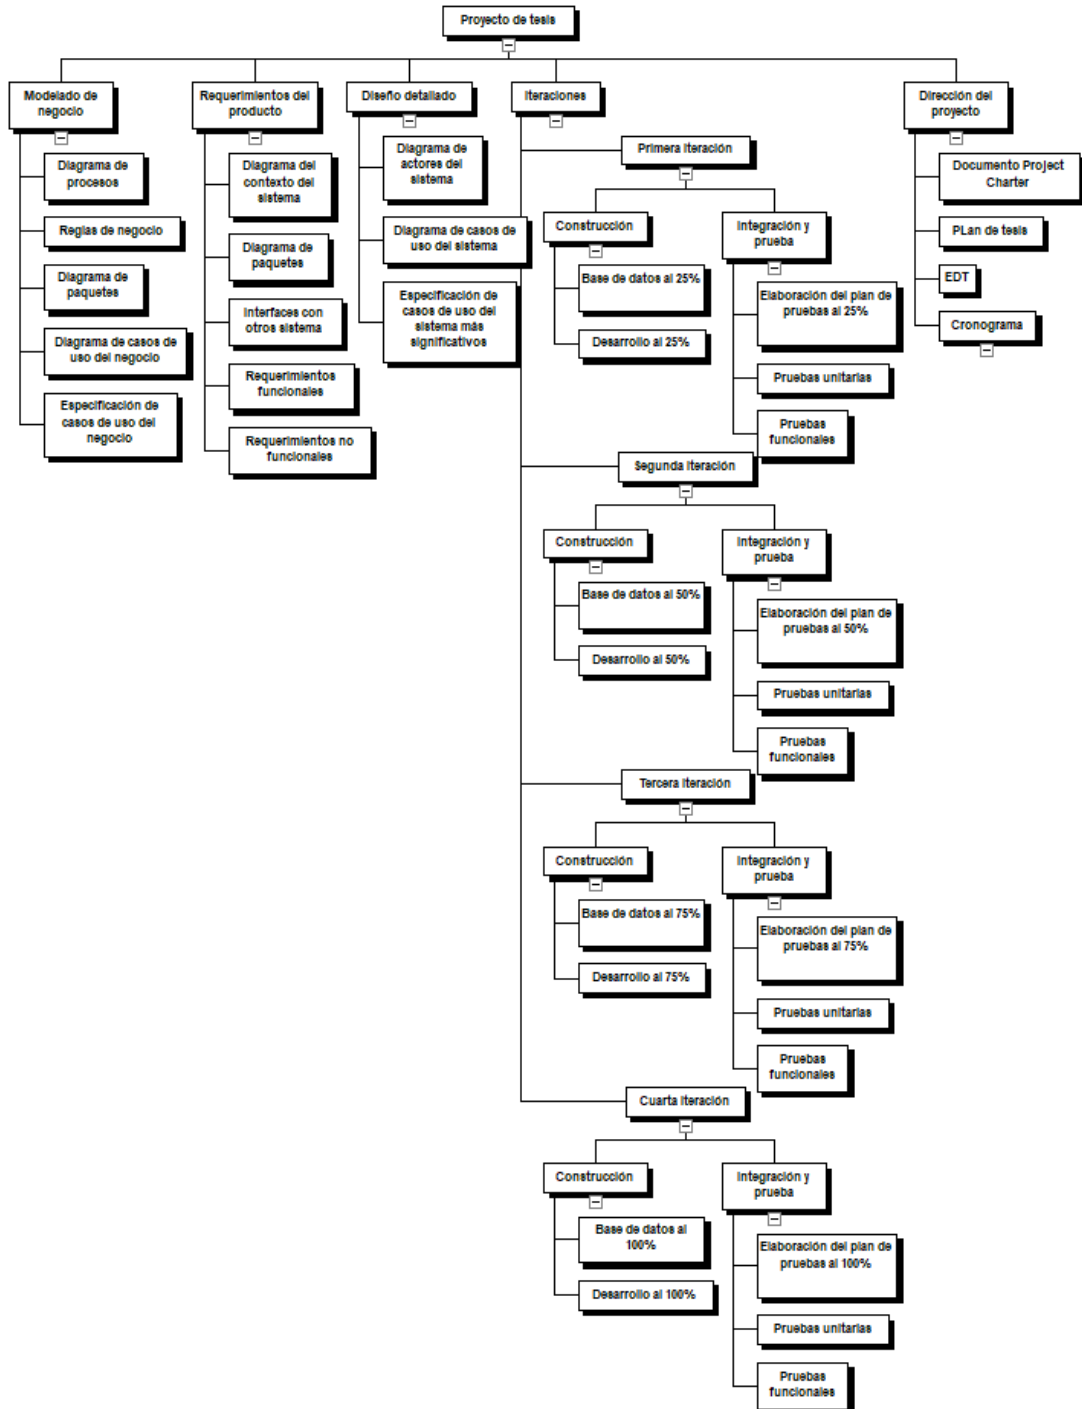 Proyecto de tesis
Modelado de
negocio
Requerimientos del
producto
Diseño detallado
Iteraciones
Dirección del
proyecto
Diagrama de
procesos
Reglas de negocio
Diagrama de
paquetes
Diagrama de casos de
uso del negocio
Especificación de
casos de uso del
negocio
Diagrama del
contexto del
sistema
Diagrama de
paquetes
Interfaces con
otros sistema
Requerimientos
funcionales
Requerimientos no
funcionales
Diagrama de
actores del
sistema
Diagrama de casos de
uso del sistema
Especificación de
casos de uso del
sistema más
significativos
Primera Iteración
Construcción
Base de datos al 25%
Desarrollo al 25%
Integración y
prueba
Elaboración del plan de
pruebas al 25%
Pruebas unitarias
Pruebas
funcionales
Segunda Iteración
Construcción
Base de datos al 50%
Desarrollo al 50%
Integración y
prueba
Elaboración del plan de
pruebas al 50%
Pruebas unitarias
Pruebas
funcionales
Tercera Iteración
Construcción
Base de datos al 75%
Desarrollo al 75%
Integración y
prueba
Elaboración del plan de
pruebas al 75%
Pruebas unitarias
Pruebas
funcionales
Cuarta Iteración
Construcción
Base de datos al
100%
Desarrollo al 100%
Integración y
prueba
Elaboración del plan de
pruebas al 100%
Pruebas unitarias
Pruebas
funcionales
Documento Project
Charter
PLan de tesis
EDT
Cronograma